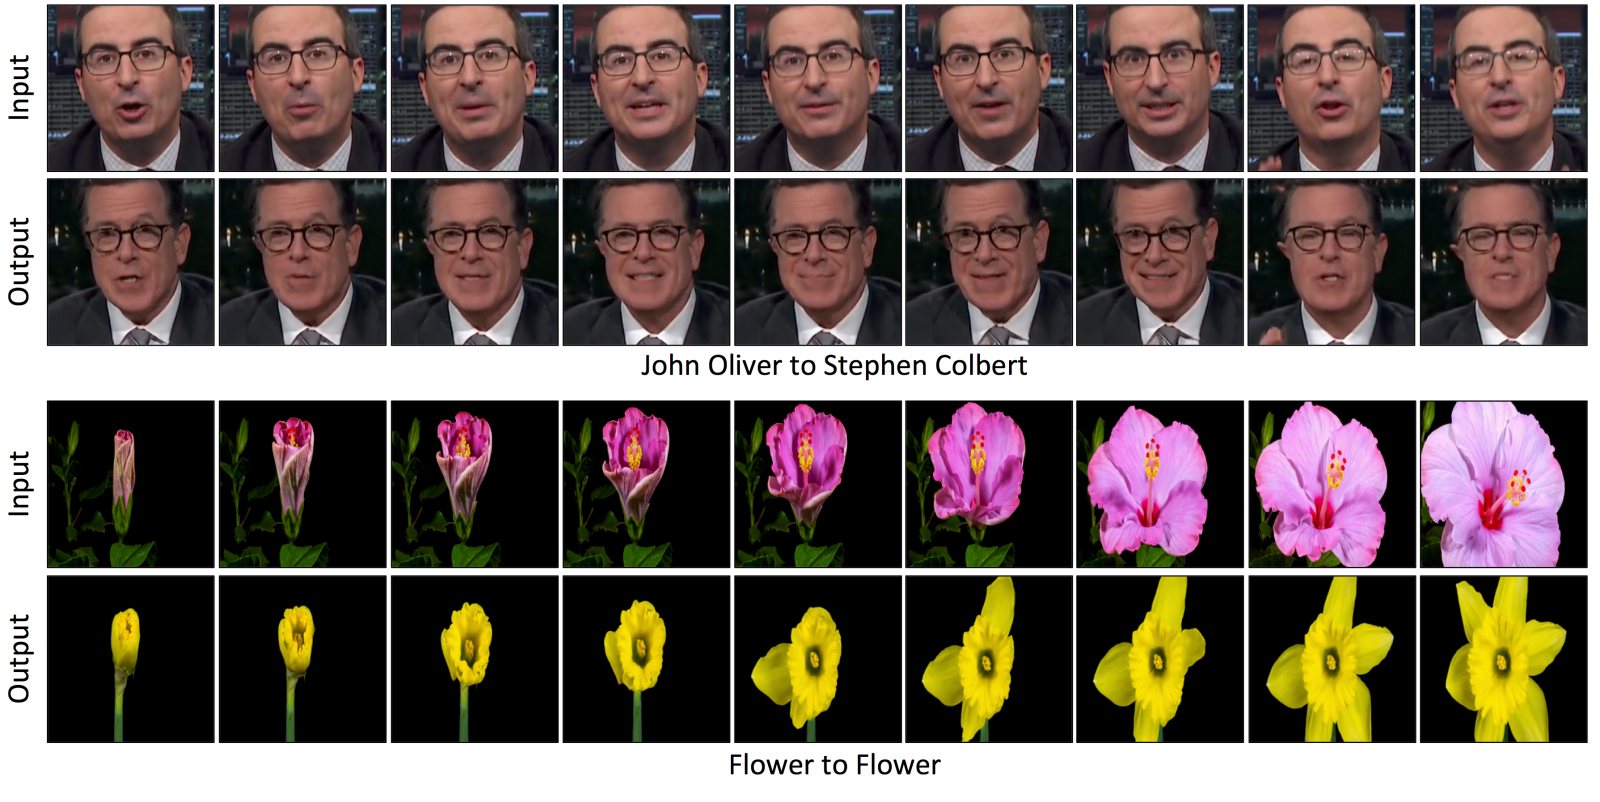 Input
Output
John Oliver to Stephen Colbert
Input
Output
Flower to Flower